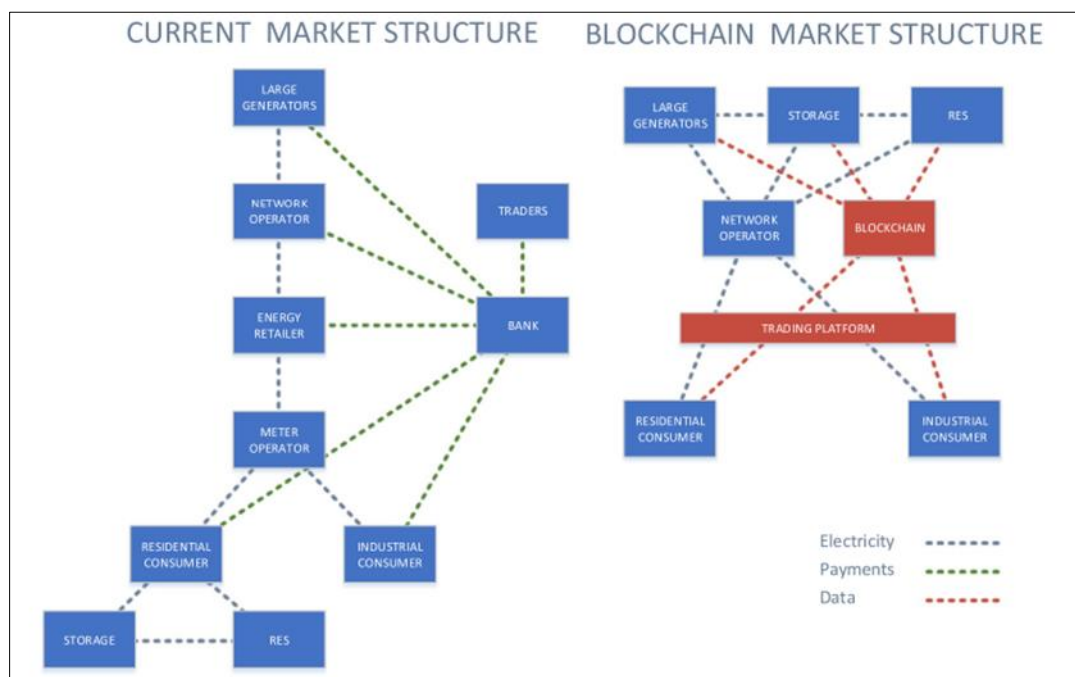 CURRENT MARKET STRUCTURE
LARGE
GENERATORS
NETWORK
OPERATOR
TRADERS
ENERGY
RETAILER
BANK
METER
OPERATOR
RESIDENTIAL
CONSUMER
INDUSTRIAL
CONSUMER
STORAGE
RES
BLOCKCHAIN MARKET STRUCTURE
LARGE
GENERATORS
STORAGE
RES
NETWORK
OPERATOR
BLOCKCHAIN
TRADING PLATFORM
RESIDENTIAL
CONSUMER
INDUSTRIAL
CONSUMER
Electricity
Payments
Data